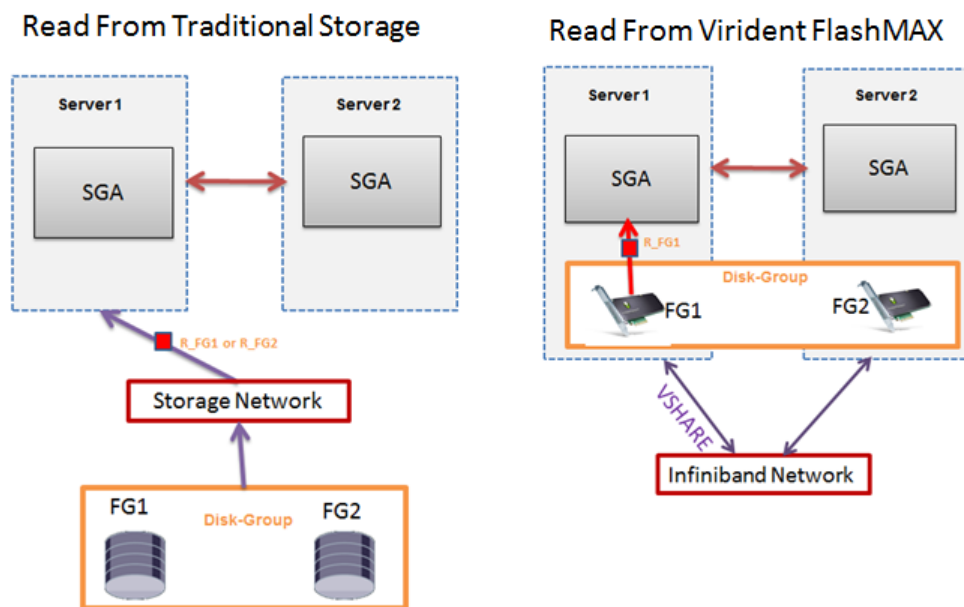 Read From Traditional Storage
Server 1
SGA
Server 2
SGA
R_FG1 or R_FG2
Storage Network
FG1
Disk-Group
FG2
Read From Virident FlashMAX
Server 1
SGA
Server 2
SGA
R_FG1
Disk-Group
FG1
FG2
VSHARE
Infiniband Network